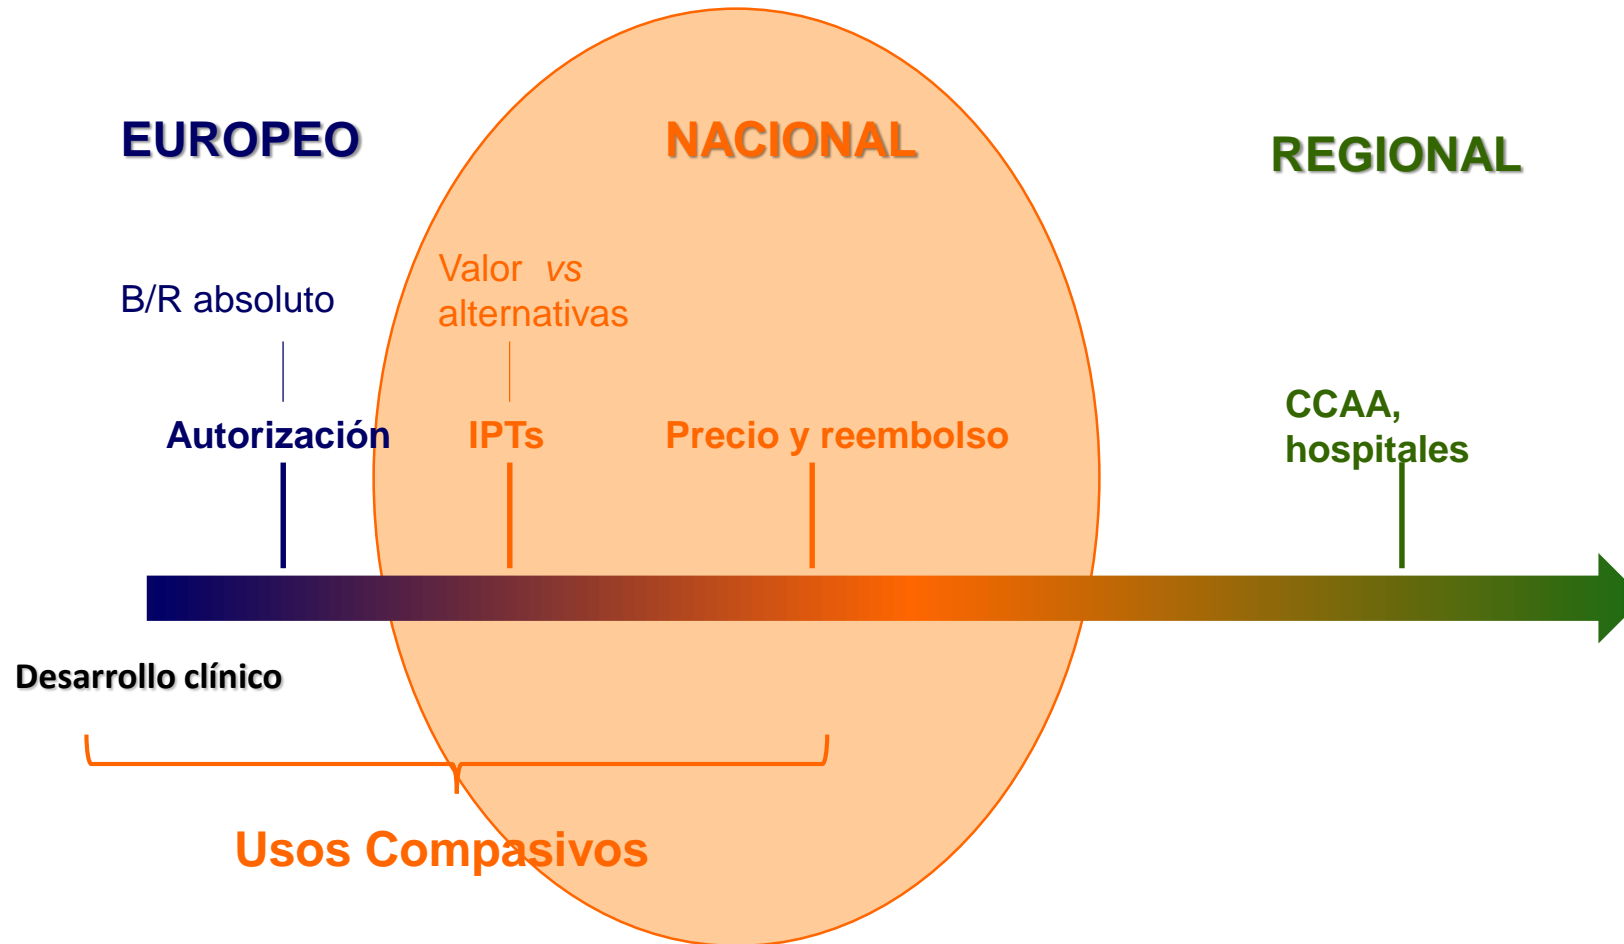 EUROPEO
NACIONAL
REGIONAL
B/R absoluto
Valor vs
alternativas
Autorización
IPTs
Precio y reembolso
CCAA,
hospitales
Desarrollo clínico
Usos Compasivos